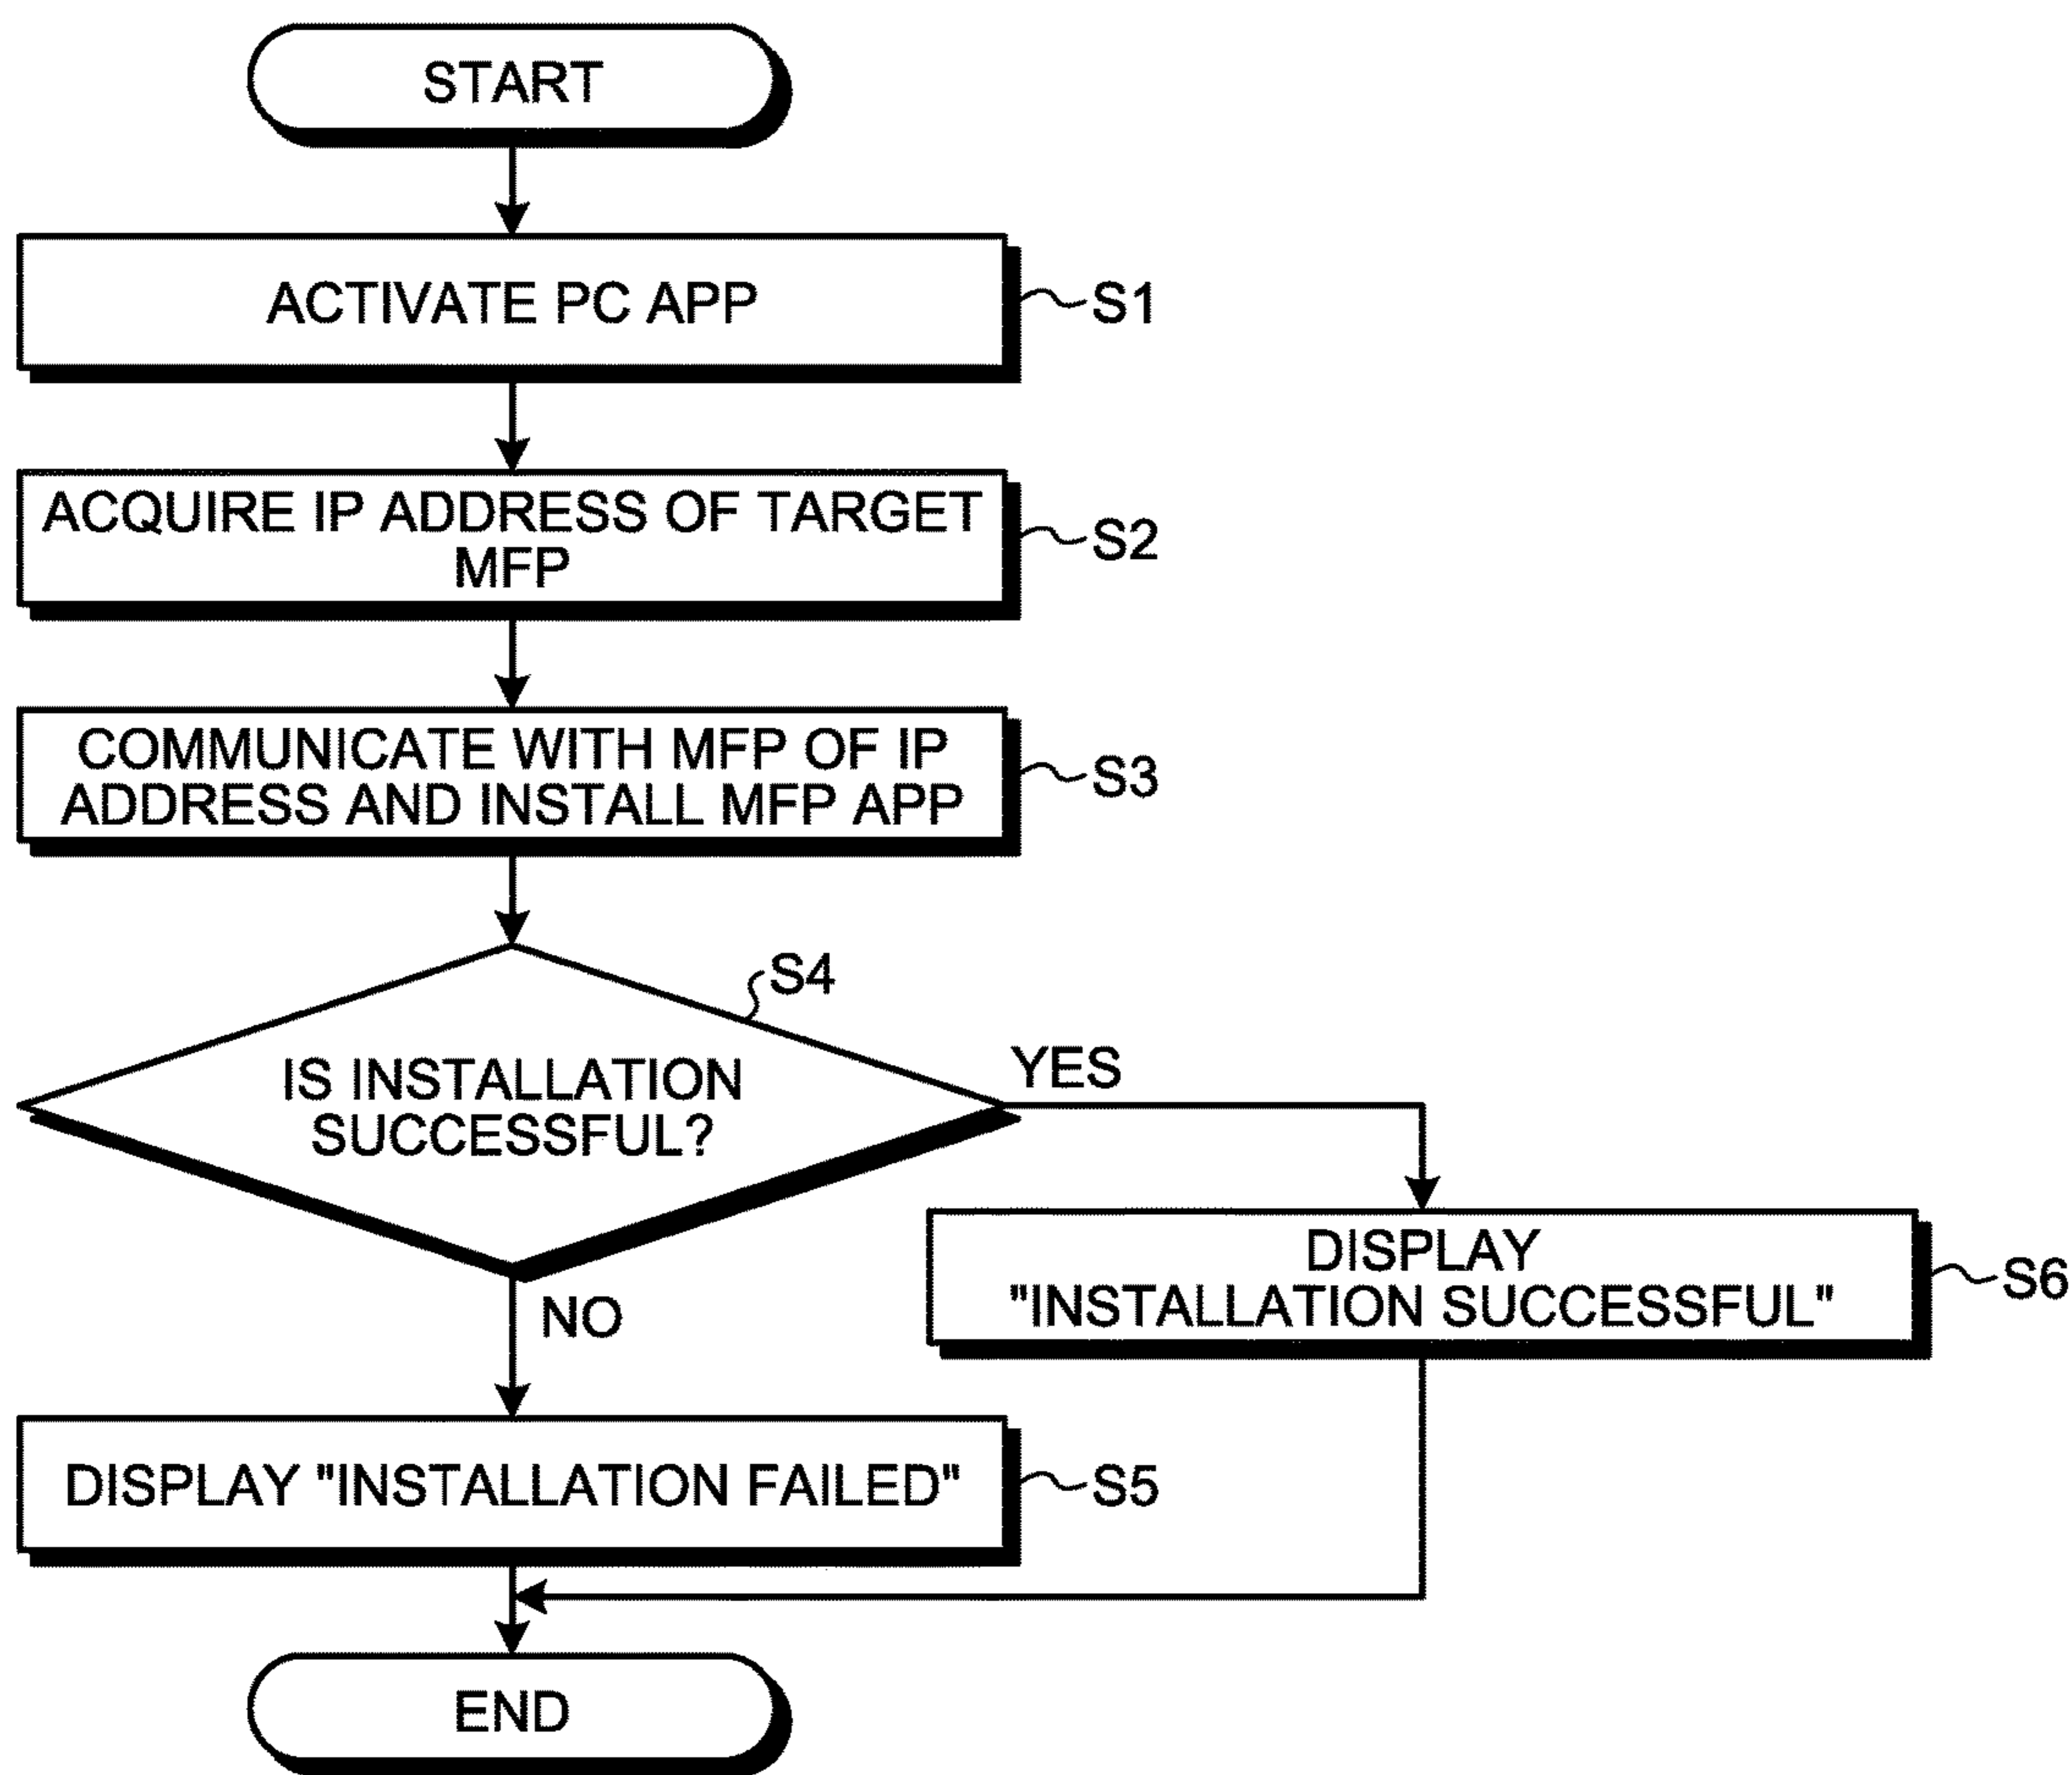 START
ACTIVATE PC APP
S1
ACQUIRE IP ADDRESS OF TARGET
MFP
S2
COMMUNICATE WITH MFP OF IP
ADDRESS AND INSTALL MFP APP
S3
S4
IS INSTALLATION
SUCCESSFUL?
YES
NO
DISPLAY
"INSTALLATION SUCCESSFUL"
S6
DISPLAY "INSTALLATION FAILED"
S5
END